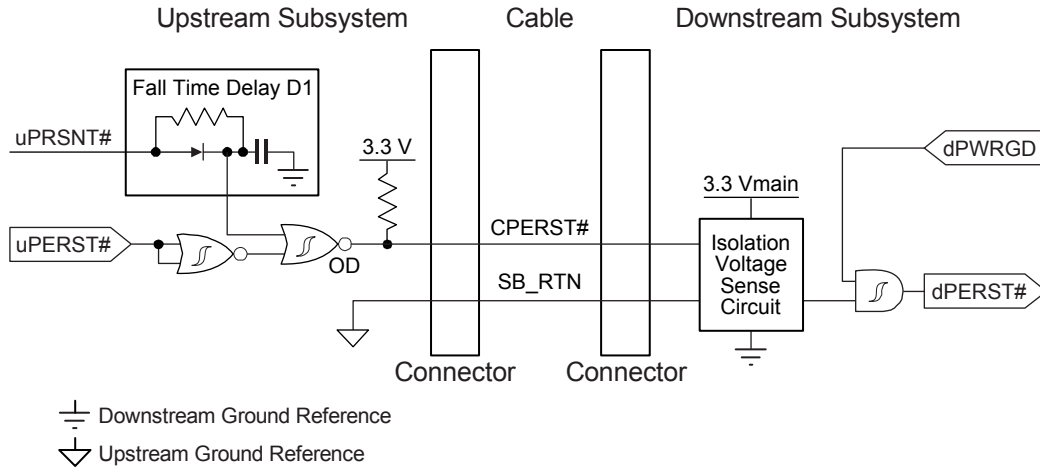 Upstream Subsystem
Cable
Downstream Subsystem
Fall Time Delay D1
uPRSNT#
3.3 V
dPWRGD
3.3 Vmain
uPERST#
CPERST#
OD
SB_RTN
Isolation
Voltage
Sense
Circuit
dPERST#
Connector
Connector
Downstream Ground Reference
Upstream Ground Reference